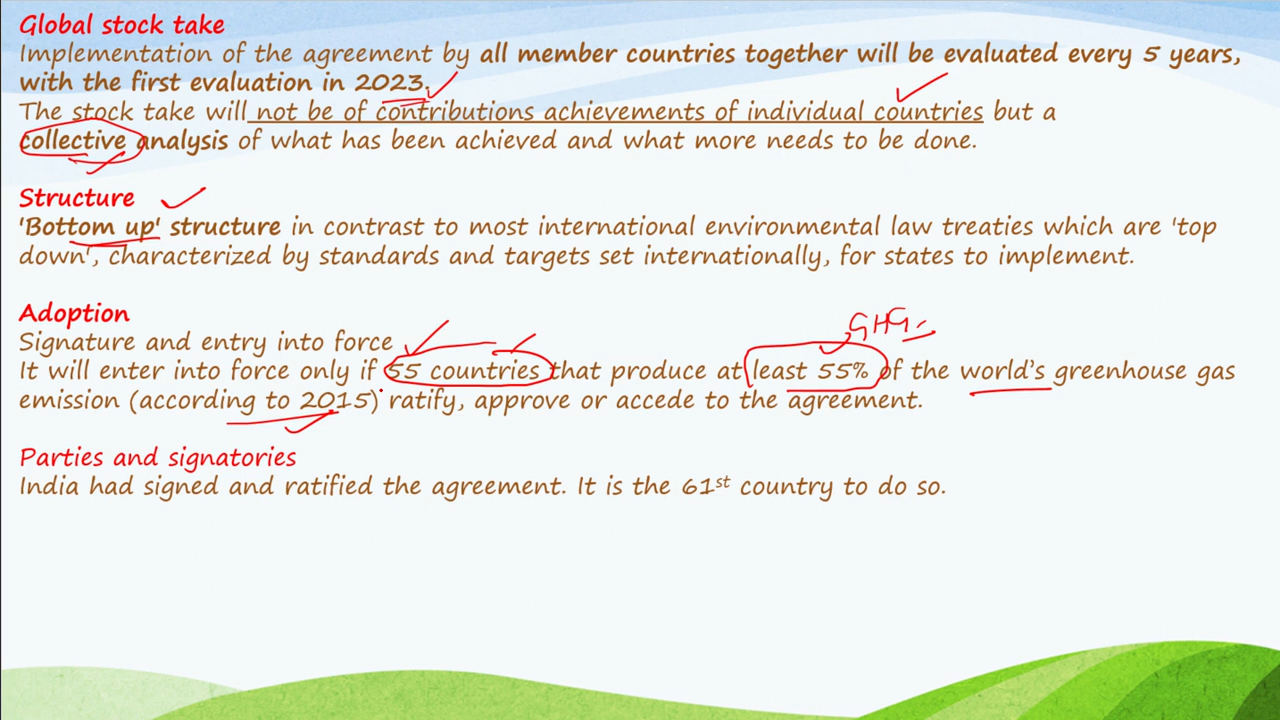 Global stock take
Implementation of the agreement by all member countries together will be evaluated every 5 years,
with the first evaluation in 2023.
The stock take will not be of contributions achievements of individual countries but a
collective analysis of what has been achieved and what more needs to be done.
Structure
'Bottom up' structure in contrast to most international environmental law treaties which are 'top
down', characterized by standards and targets set internationally, for states to implement.
Adoption
GHGs
Signature and entry into force
It will enter into force only if 55 countries that produce at least 55% of the world's greenhouse gas
emission (according to 2015) ratify, approve or accede to the agreement.
Parties and signatories
India had signed and ratified the agreement. It is the 61st country to do so.